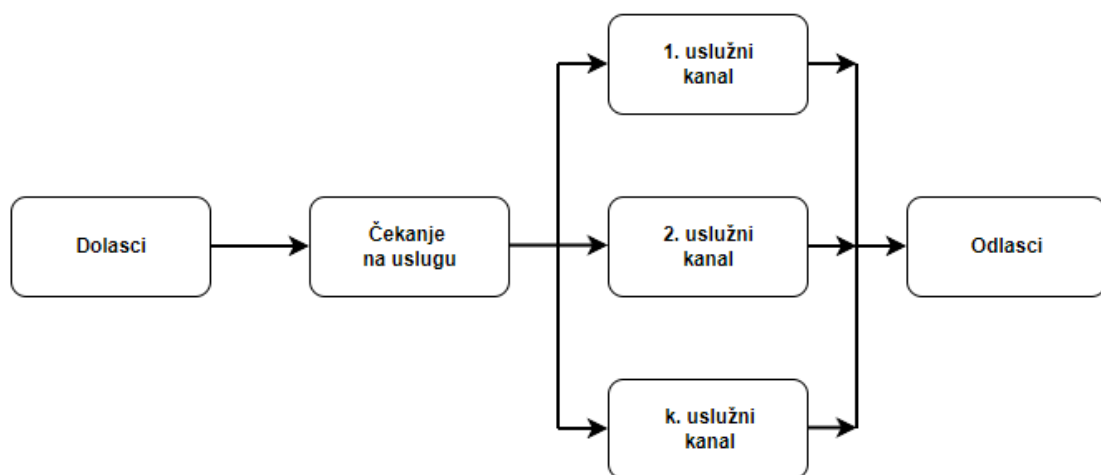 Dolasci
Čekanje
na uslugu
1. uslužni
kanal
2. uslužni
kanal
k. uslužni
kanal
Odlasci